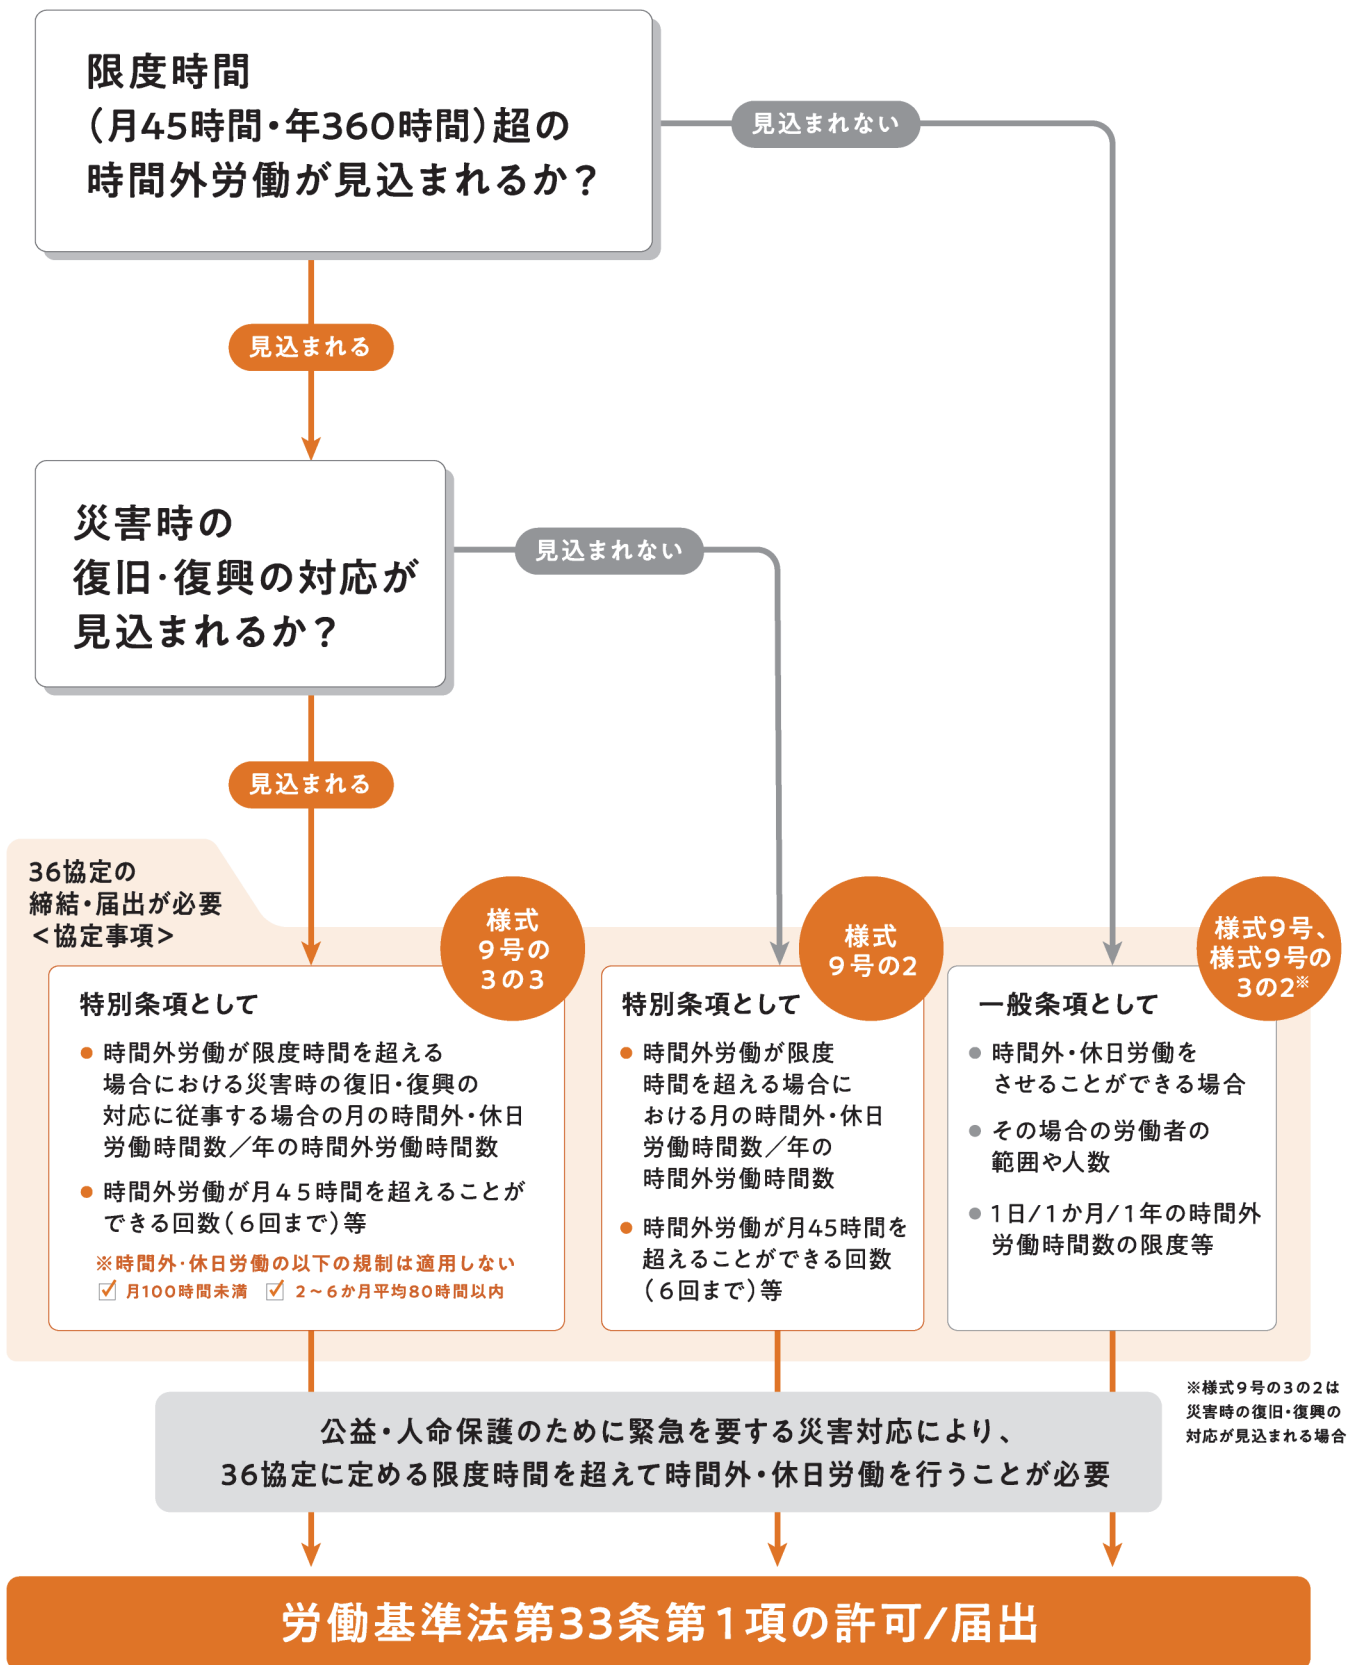 限度時間
（月45時間・年360時間）超の
時間外労働が見込まれるか？
見込まれない
見込まれる
災害時の
復旧・復興の対応が
見込まれるか？
見込まれない
見込まれる
36協定の
締結・届出が必要
＜協定事項＞
様式
9号の
3の3
特別条項として
● 時間外労働が限度時間を超える
場合における災害時の復旧・復興の
対応に従事する場合の月の時間外・休日
労働時間数／年の時間外労働時間数
● 時間外労働が月４５時間を超えることが
できる回数（６回まで）等
※時間外・休日労働の以下の規制は適用しない
☑ 月100時間未満 ☑ 2～6か月平均80時間以内
様式
9号の2
特別条項として
● 時間外労働が限度
時間を超える場合に
おける月の時間外・休日
労働時間数／年の
時間外労働時間数
● 時間外労働が月45時間を
超えることができる回数
（６回まで）等
様式9号、
様式9号の
3の2※
一般条項として
● 時間外・休日労働を
させることができる場合
● その場合の労働者の
範囲や人数
● 1日/1か月/1年の時間外
労働時間数の限度等
※様式9号の3の2は
災害時の復旧・復興の
対応が見込まれる場合
公益・人命保護のために緊急を要する災害対応により、
36協定に定める限度時間を超えて時間外・休日労働を行うことが必要
労働基準法第33条第1項の許可/届出